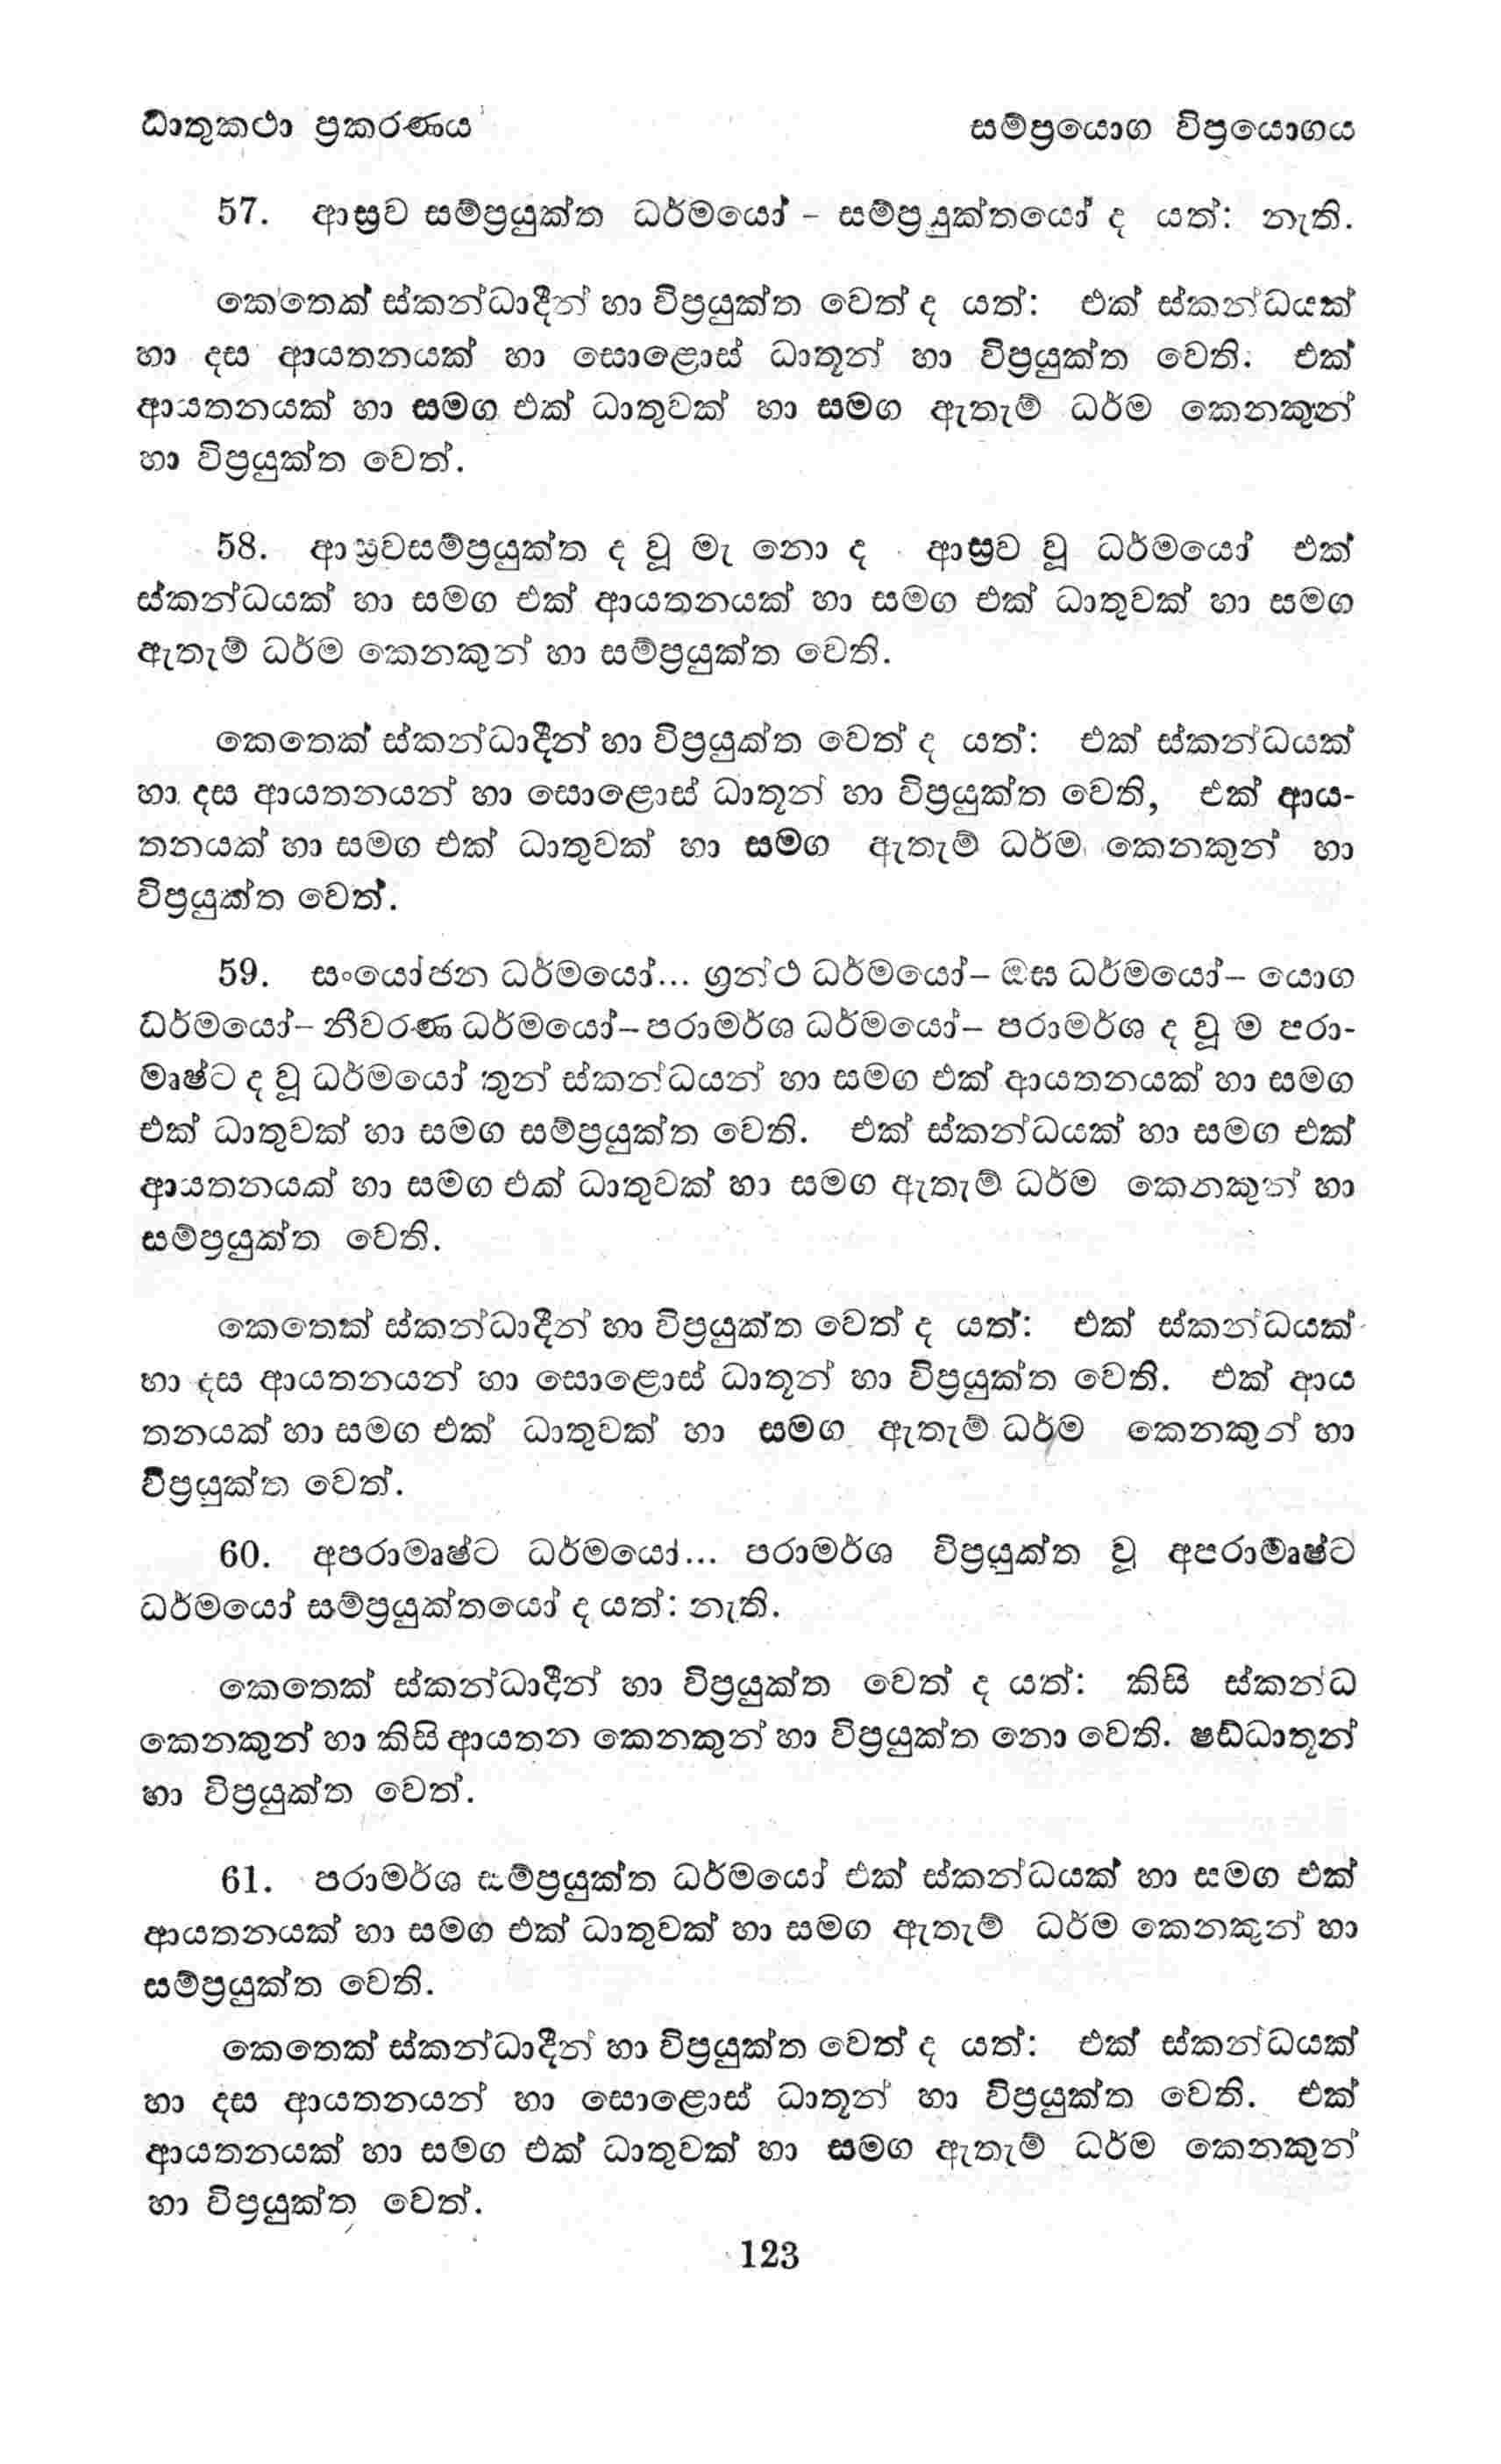 ධාතුකථා ප්‍රකරණය සම්ප්‍රයොග විප්‍රයොගය
57. ආස්‍රව සම්ප්‍රයුක්ත ධර්මයෝ - සම්ප්‍රයුක්තයෝ ද යත්: නැති.
කෙතෙක් ස්කන්ධාදීන් හා විප්‍රයුක්ත වෙත් ද යත්: එක් ස්කන්ධයක්
හා දස ආයතනයක් හා සොළොස් ධාතූන් හා විප්‍රයුක්ත වෙති. එක්
ආයතනයක් හා සමග එක් ධාතුවක් හා සමග ඇතැම් ධර්ම කෙනකුන්
හා විප්‍රයුක්ත වෙත්.
58. ආස්‍රවසම්ප්‍රයුක්ත ද වූ මැ නො ද ආස්‍රව වූ ධර්මයෝ එක්
ස්කන්ධයක් හා සමග එක් ආයතනයක් හා සමග එක් ධාතුවක් හා සමග
ඇතැම් ධර්ම කෙනකුන් හා සම්ප්‍රයුක්ත වෙති.
කෙතෙක් ස්කන්ධාදීන් හා විප්‍රයුක්ත වෙත් ද යත්: එක් ස්කන්ධයක්
හා දස ආයතනයන් හා සොළොස් ධාතූන් හා විප්‍රයුක්ත වෙති, එක් ආය-
තනයක් හා සමග එක් ධාතුවක් හා සමග ඇතැම් ධර්ම කෙනකුන් හා
විප්‍රයුක්ත වෙත්.
59. සංයෝජන ධර්මයෝ... ග්‍රන්ථ ධර්මයෝ- ඔඝ ධර්මයෝ- යොග
ධර්මයෝ- නීවරණ ධර්මයෝ- පරාමර්ශ ධර්මයෝ- පරාමර්ශ ද වූ ම පරා-
මෘෂ්ට ද වූ ධර්මයෝ තුන් ස්කන්ධයන් හා සමග එක් ආයතනයක් හා සමග
එක් ධාතුවක් හා සමග සම්ප්‍රයුක්ත වෙති. එක් ස්කන්ධයක් හා සමග එක්
ආයතනයක් හා සමග එක් ධාතුවක් හා සමග ඇතැම් ධර්ම කෙනකුන් හා
සම්ප්‍රයුක්ත වෙති.
කෙතෙක් ස්කන්ධාදීන් හා විප්‍රයුක්ත වෙත් ද යත්: එක් ස්කන්ධයක්
හා දස ආයතනයන් හා සොළොස් ධාතූන් හා විප්‍රයුක්ත වෙති. එක් ආය
තනයක් හා සමග එක් ධාතුවක් හා සමග ඇතැම් ධර්ම කෙනකුන් හා
විප්‍රයුක්ත වෙත්.
60. අපරාමෘෂ්ට ධර්මයෝ... පරාමර්ශ විප්‍රයුක්ත වූ අපරාමෘෂ්ට
ධර්මයෝ සම්ප්‍රයුක්තයෝ ද යත්: නැති.
කෙතෙක් ස්කන්ධාදීන් හා විප්‍රයුක්ත වෙත් ද යත්: කිසි ස්කන්ධ
කෙනකුන් හා කිසි ආයතන කෙනකුන් හා විප්‍රයුක්ත නො වෙති. ෂඩ්ධාතූන්
හා විප්‍රයුක්ත වෙත්.
61. පරාමර්ශ සම්ප්‍රයුක්ත ධර්මයෝ එක් ස්කන්ධයක් හා සමග එක්
ආයතනයක් හා සමග එක් ධාතුවක් හා සමග ඇතැම් ධර්ම කෙනකුන් හා
සම්ප්‍රයුක්ත වෙති.
කෙතෙක් ස්කන්ධාදීන් හා විප්‍රයුක්ත වෙත් ද යත්: එක් ස්කන්ධයක්
හා දස ආයතනයන් හා සොළොස් ධාතූන් හා විප්‍රයුක්ත වෙති. එක්
ආයතනයක් හා සමග එක් ධාතුවක් හා සමග ඇතැම් ධර්ම කෙනකුන්
හා විප්‍රයුක්ත වෙත්.
123